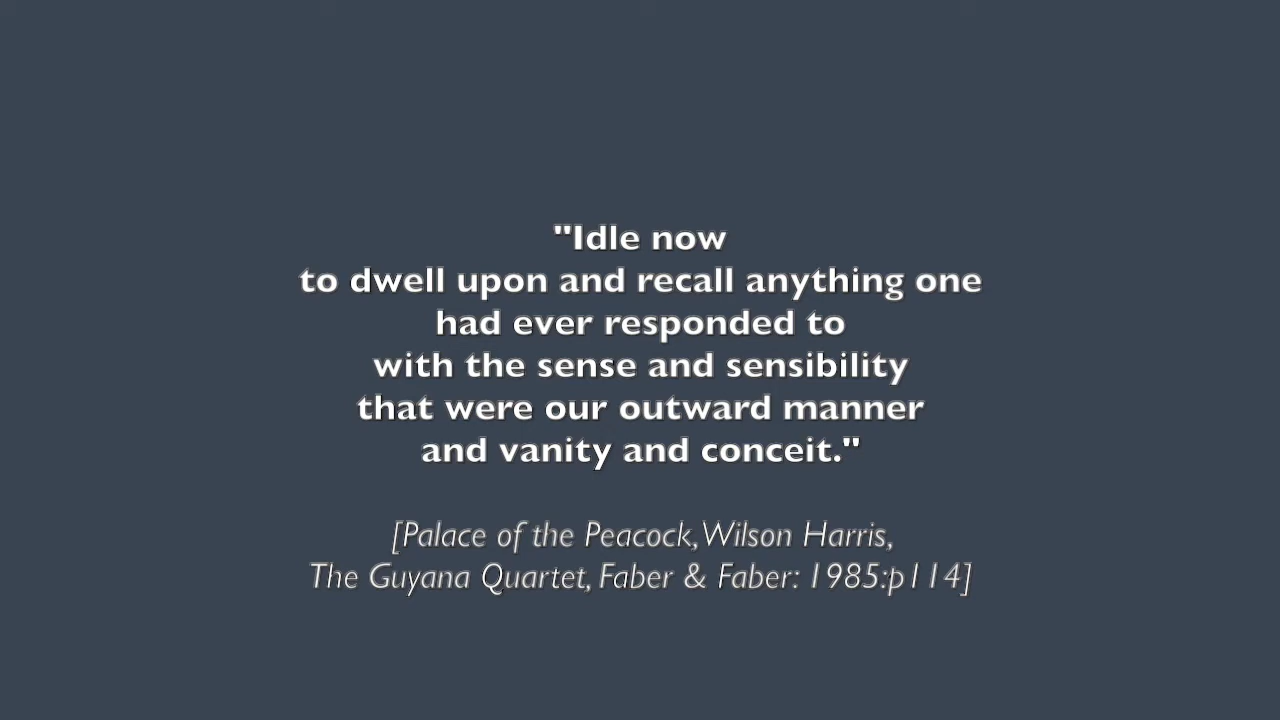 "Idle now
to dwell upon and recall anything one
had ever responded to
with the sense and sensibility
that were our outward manner
and vanity and conceit."
[Palace of the Peacock, Wilson Harris,
The Guyana Quartet, Faber & Faber: 1985:p114]